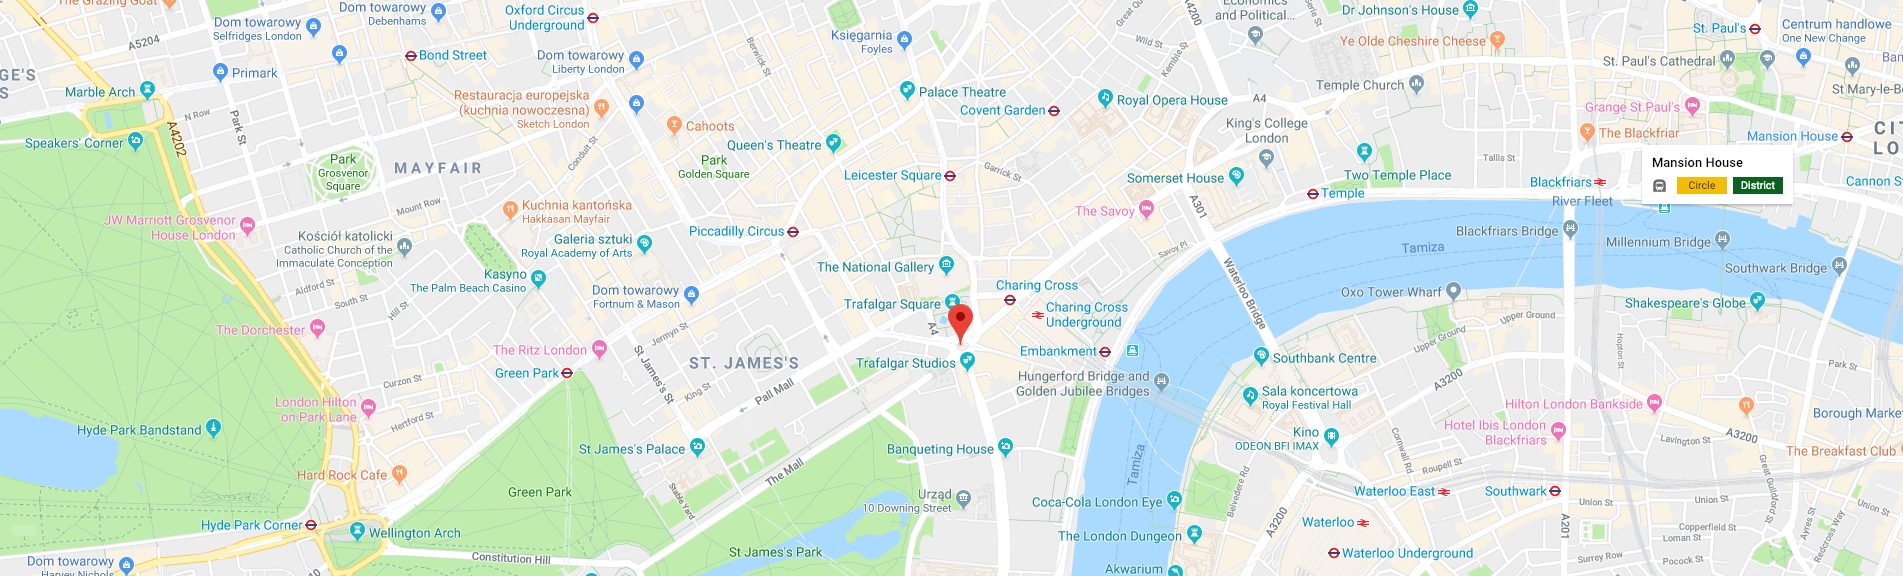 The Grazing Goat
Dom towarowy
Selfridges London
Dom towarowy
Debenhams
Oxford Circus
Underground
A5204
Bond Street
Primark
Marble Arch
GE'S
S
Speakers' Corner
N Row
A4202
Park St
Park
Grosvenor
Square
MAYFAIR
Mount Row
JW Marriott Grosvenor
House London
Kościół katolicki
Catholic Church of the
Immaculate Conception
Aldford St
South St
Hill St
The Dorchester
Curzon St
London Hilton
on Park Lane
Hertford St
Hyde Park Bandstand
Hard Rock Cafe
Hyde Park Corner
Wellington Arch
Dom towarowy
Harvey Nichols
Constitution Hill
Dom towarowy
Liberty London
Restauracja europejska
(kuchnia nowoczesna)
Sketch London
Cahoots
Conduit St
Berwick St
Park
Golden Square
Kuchnia kantońska
Hakkasan Mayfair
Galeria sztuki
Royal Academy of Arts
Kasyno
The Palm Beach Casino
Dom towarowy
Fortnum & Mason
Jermyn St
The Ritz London
Green Park
St James's St
ST. JAMES'S
King St
Pall Mall
St James's Palace
Stable Yard
The Mall
Green Park
St James's Park
Księgarnia
Foyles
Palace Theatre
Queen's Theatre
Covent Garden
Leicester Square
Garrick St
Piccadilly Circus
The National Gallery
Trafalgar Square
A4
Trafalgar Studios
Charing Cross
Charing Cross
Underground
Embankment
Hungerford Bridge and
Golden Jubilee Bridges
Banqueting House
Urząd
10 Downing Street
Coca-Cola London Eye
The London Dungeon
Akwarium
Tamiza
Great Qu
A4200
Wild St
Kemble St
Economics
and Political...
Royal Opera House
A4
King's College
London
Somerset House
The Savoy
Savoy Pl
A301
Waterloo Bridge
Dr Johnson's House
Ye Olde Cheshire Cheese
Temple Church
Two Temple Place
Temple
Tallis St
Blackfriars
River Fleet
Blackfriars Bridge
Tamiza
Millennium Bridge
Southwark Bridge
Oxo Tower Wharf
Shakespeare's Globe
Upper Ground
Upper Ground
Southbank Centre
Sala koncertowa
Royal Festival Hall
Kino
ODEON BFI IMAX
A3200
Cornwall Rd
Roupell St
Hopton St
Hilton London Bankside
Hotel Ibis London
Blackfriars
Lavington St
A3200
Borough Marke
The Breakfast Club
Waterloo East
Southwark
Union St
Union St
Waterloo
Waterloo Underground
Belvedere Rd
A3200
A201
Copperfield St
Loman St
Surrey Row
Pocock St
Great Guildford St
Ayres St
Redcross Way
St. Paul's
Centrum handlowe
One New Change
St. Paul's Cathedral
Ban
St Mary-le-B
Grange St.Paul's
The Blackfriar
Mansion House
CIT
LO
Cannon St
Mansion House
Circle
District